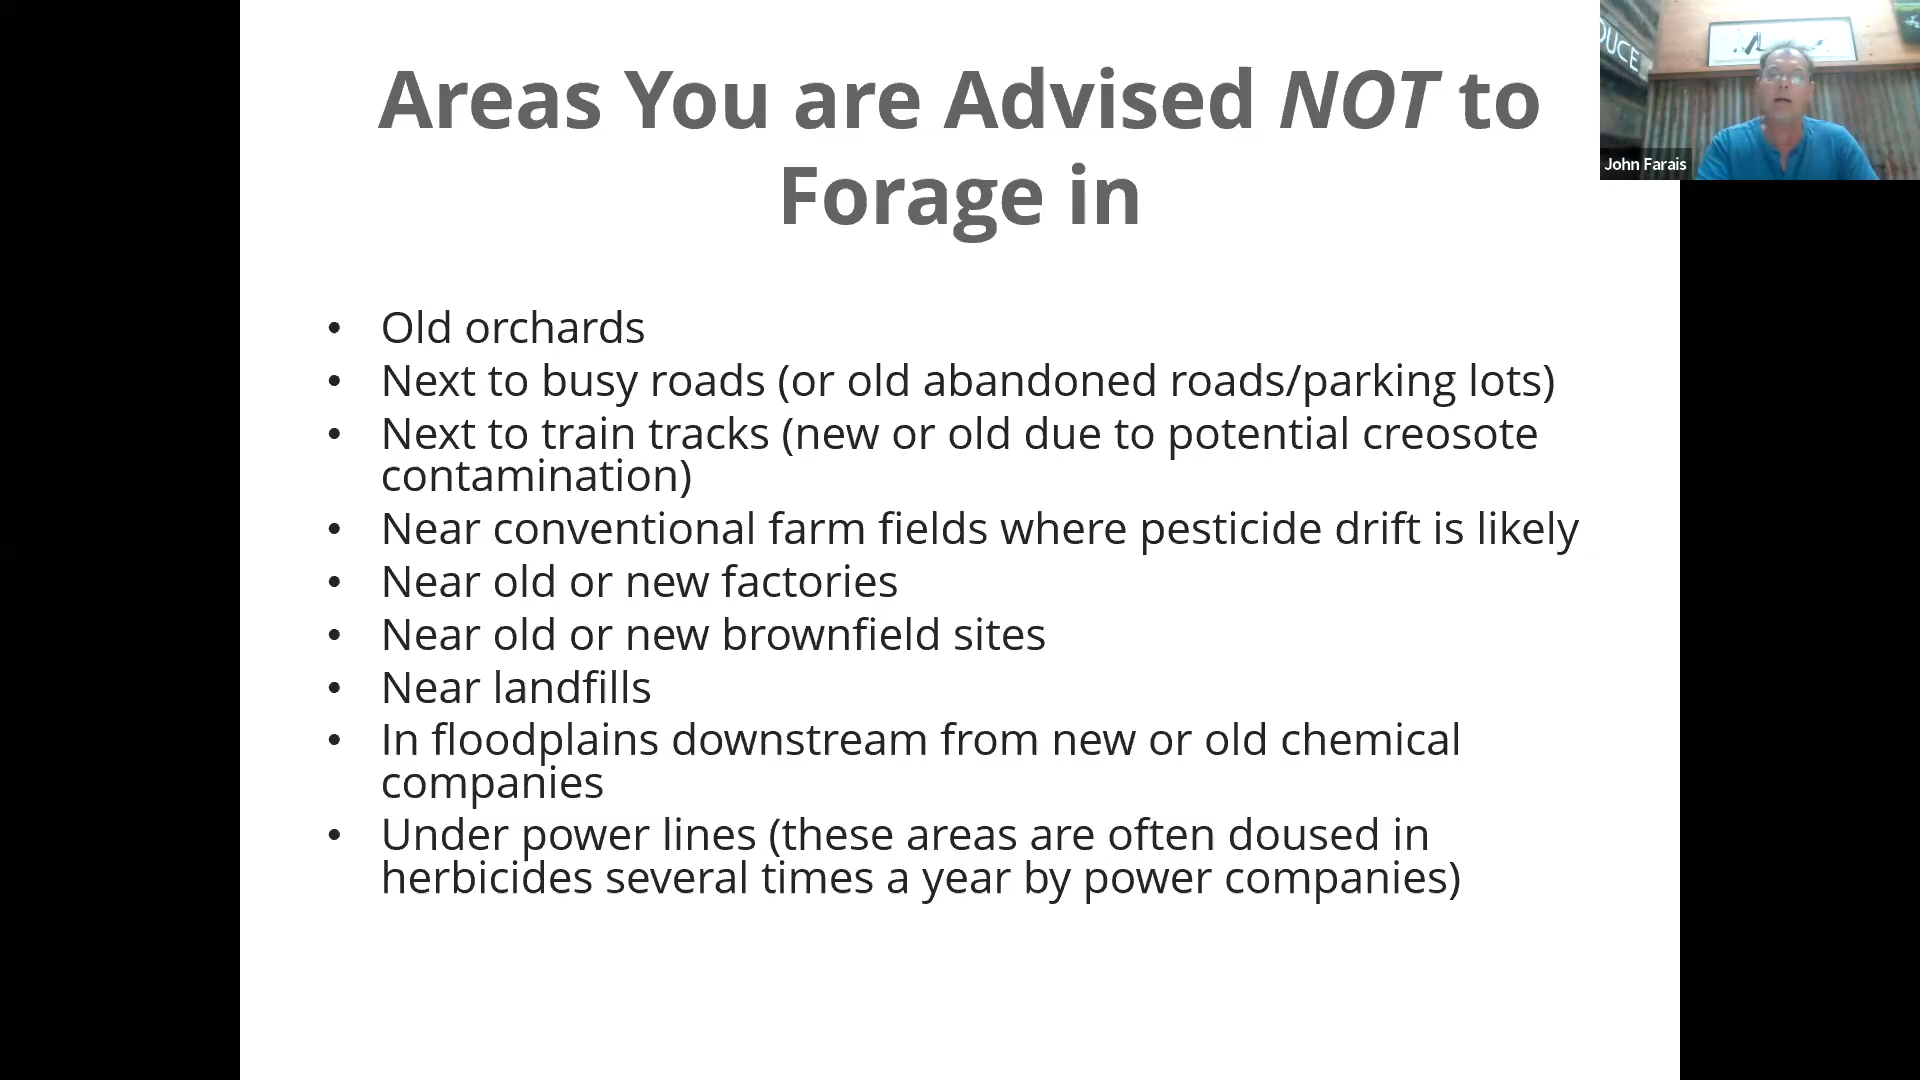 Areas You are Advised NOT to
Forage in
• Old orchards
• Next to busy roads (or old abandoned roads/parking lots)
• Next to train tracks (new or old due to potential creosote
contamination)
• Near conventional farm fields where pesticide drift is likely
• Near old or new factories
• Near old or new brownfield sites
• Near landfills
• In floodplains downstream from new or old chemical
companies
• Under power lines (these areas are often doused in
herbicides several times a year by power companies)
DUCE
John Farais